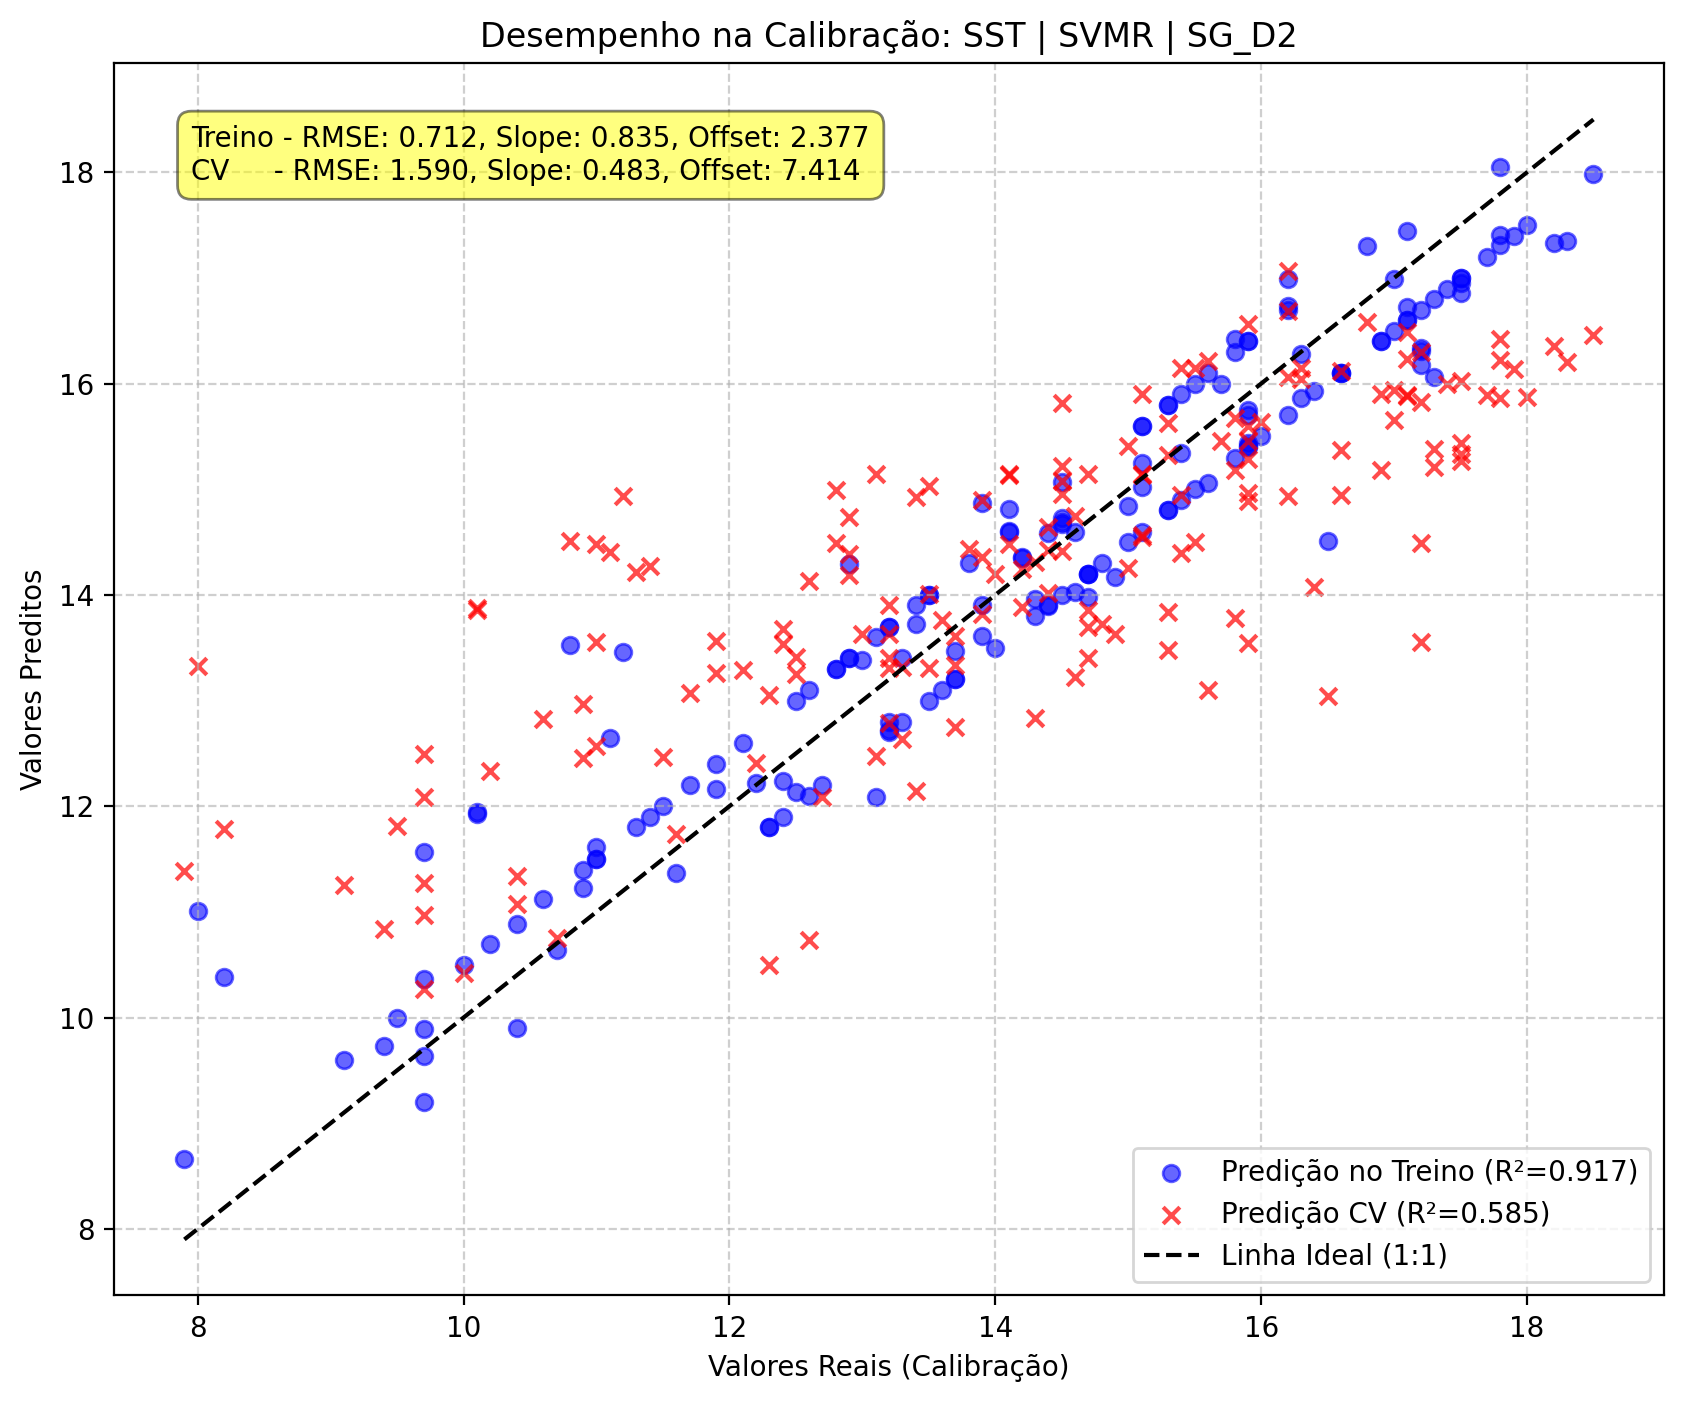 Desempenho na Calibração: SST | SVMR | SG_D2
Treino - RMSE: 0.712, Slope: 0.835, Offset: 2.377
CV     - RMSE: 1.590, Slope: 0.483, Offset: 7.414
Valores Preditos
18
16
14
12
10
8
Predição no Treino (R²=0.917)
Predição CV (R²=0.585)
Linha Ideal (1:1)
8 10 12 14 16 18
Valores Reais (Calibração)